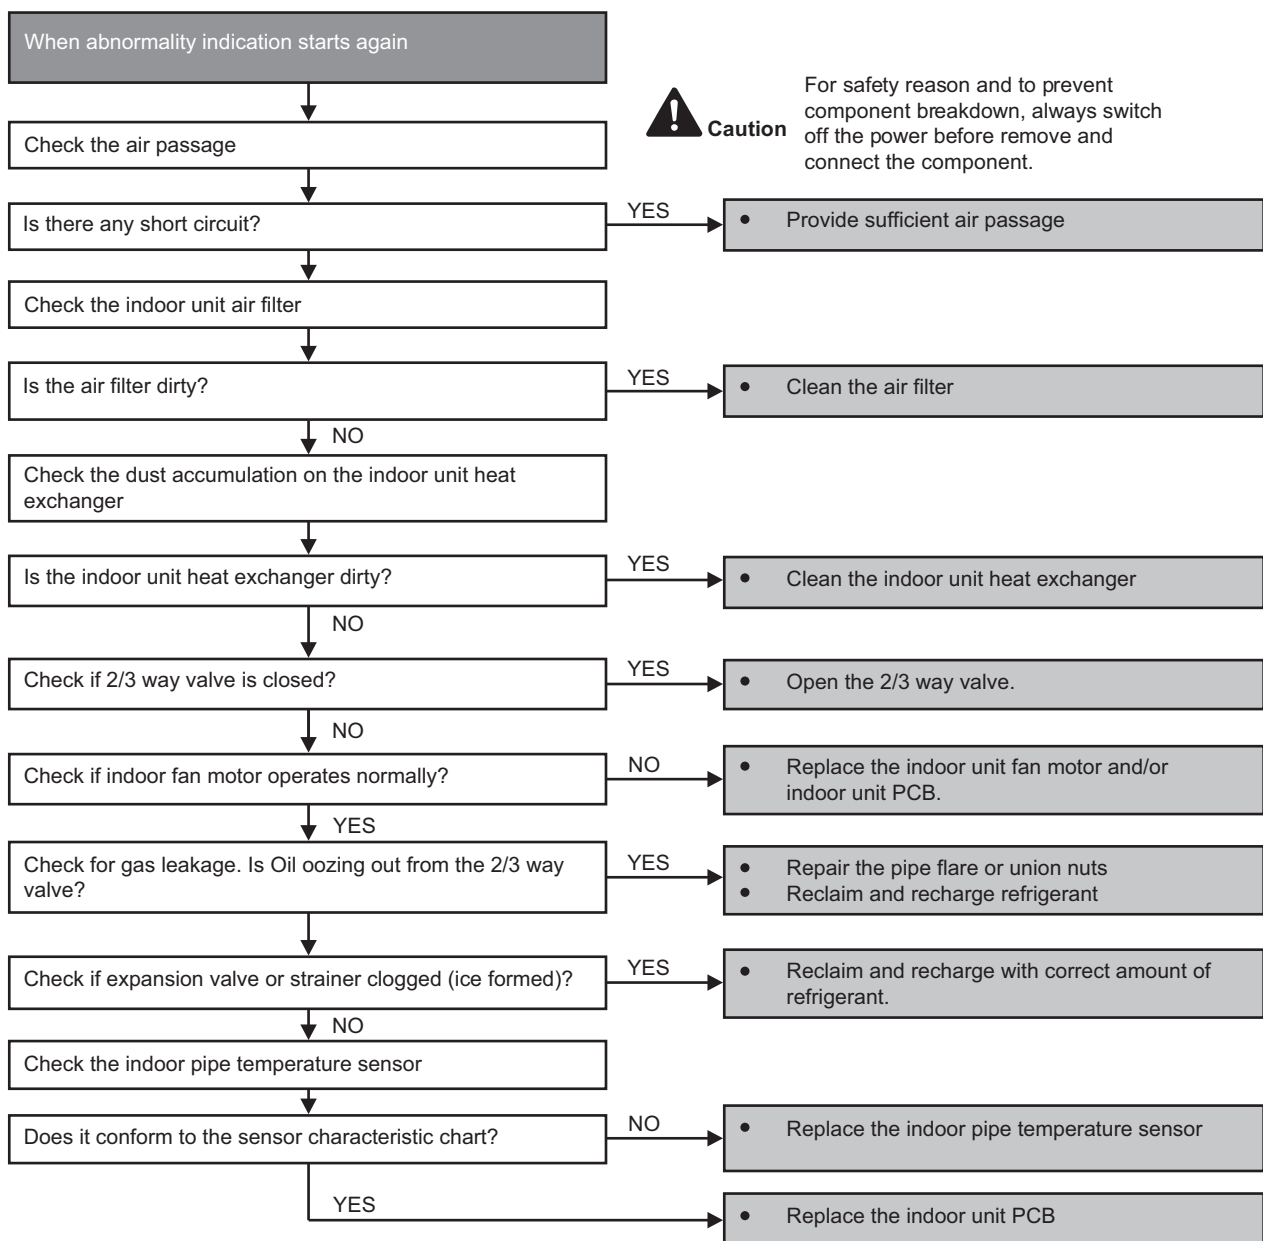 When abnormality indication starts again
Caution
For safety reason and to prevent
component breakdown, always switch
off the power before remove and
connect the component.
Check the air passage
Is there any short circuit?
YES
• Provide sufficient air passage
Check the indoor unit air filter
Is the air filter dirty?
YES
• Clean the air filter
NO
Check the dust accumulation on the indoor unit heat
exchanger
Is the indoor unit heat exchanger dirty?
YES
• Clean the indoor unit heat exchanger
NO
Check if 2/3 way valve is closed?
YES
• Open the 2/3 way valve.
NO
Check if indoor fan motor operates normally?
NO
• Replace the indoor unit fan motor and/or
indoor unit PCB.
YES
Check for gas leakage. Is Oil oozing out from the 2/3 way
valve?
YES
• Repair the pipe flare or union nuts
• Reclaim and recharge refrigerant
Check if expansion valve or strainer clogged (ice formed)?
YES
• Reclaim and recharge with correct amount of
refrigerant.
NO
Check the indoor pipe temperature sensor
Does it conform to the sensor characteristic chart?
NO
• Replace the indoor pipe temperature sensor
YES
• Replace the indoor unit PCB